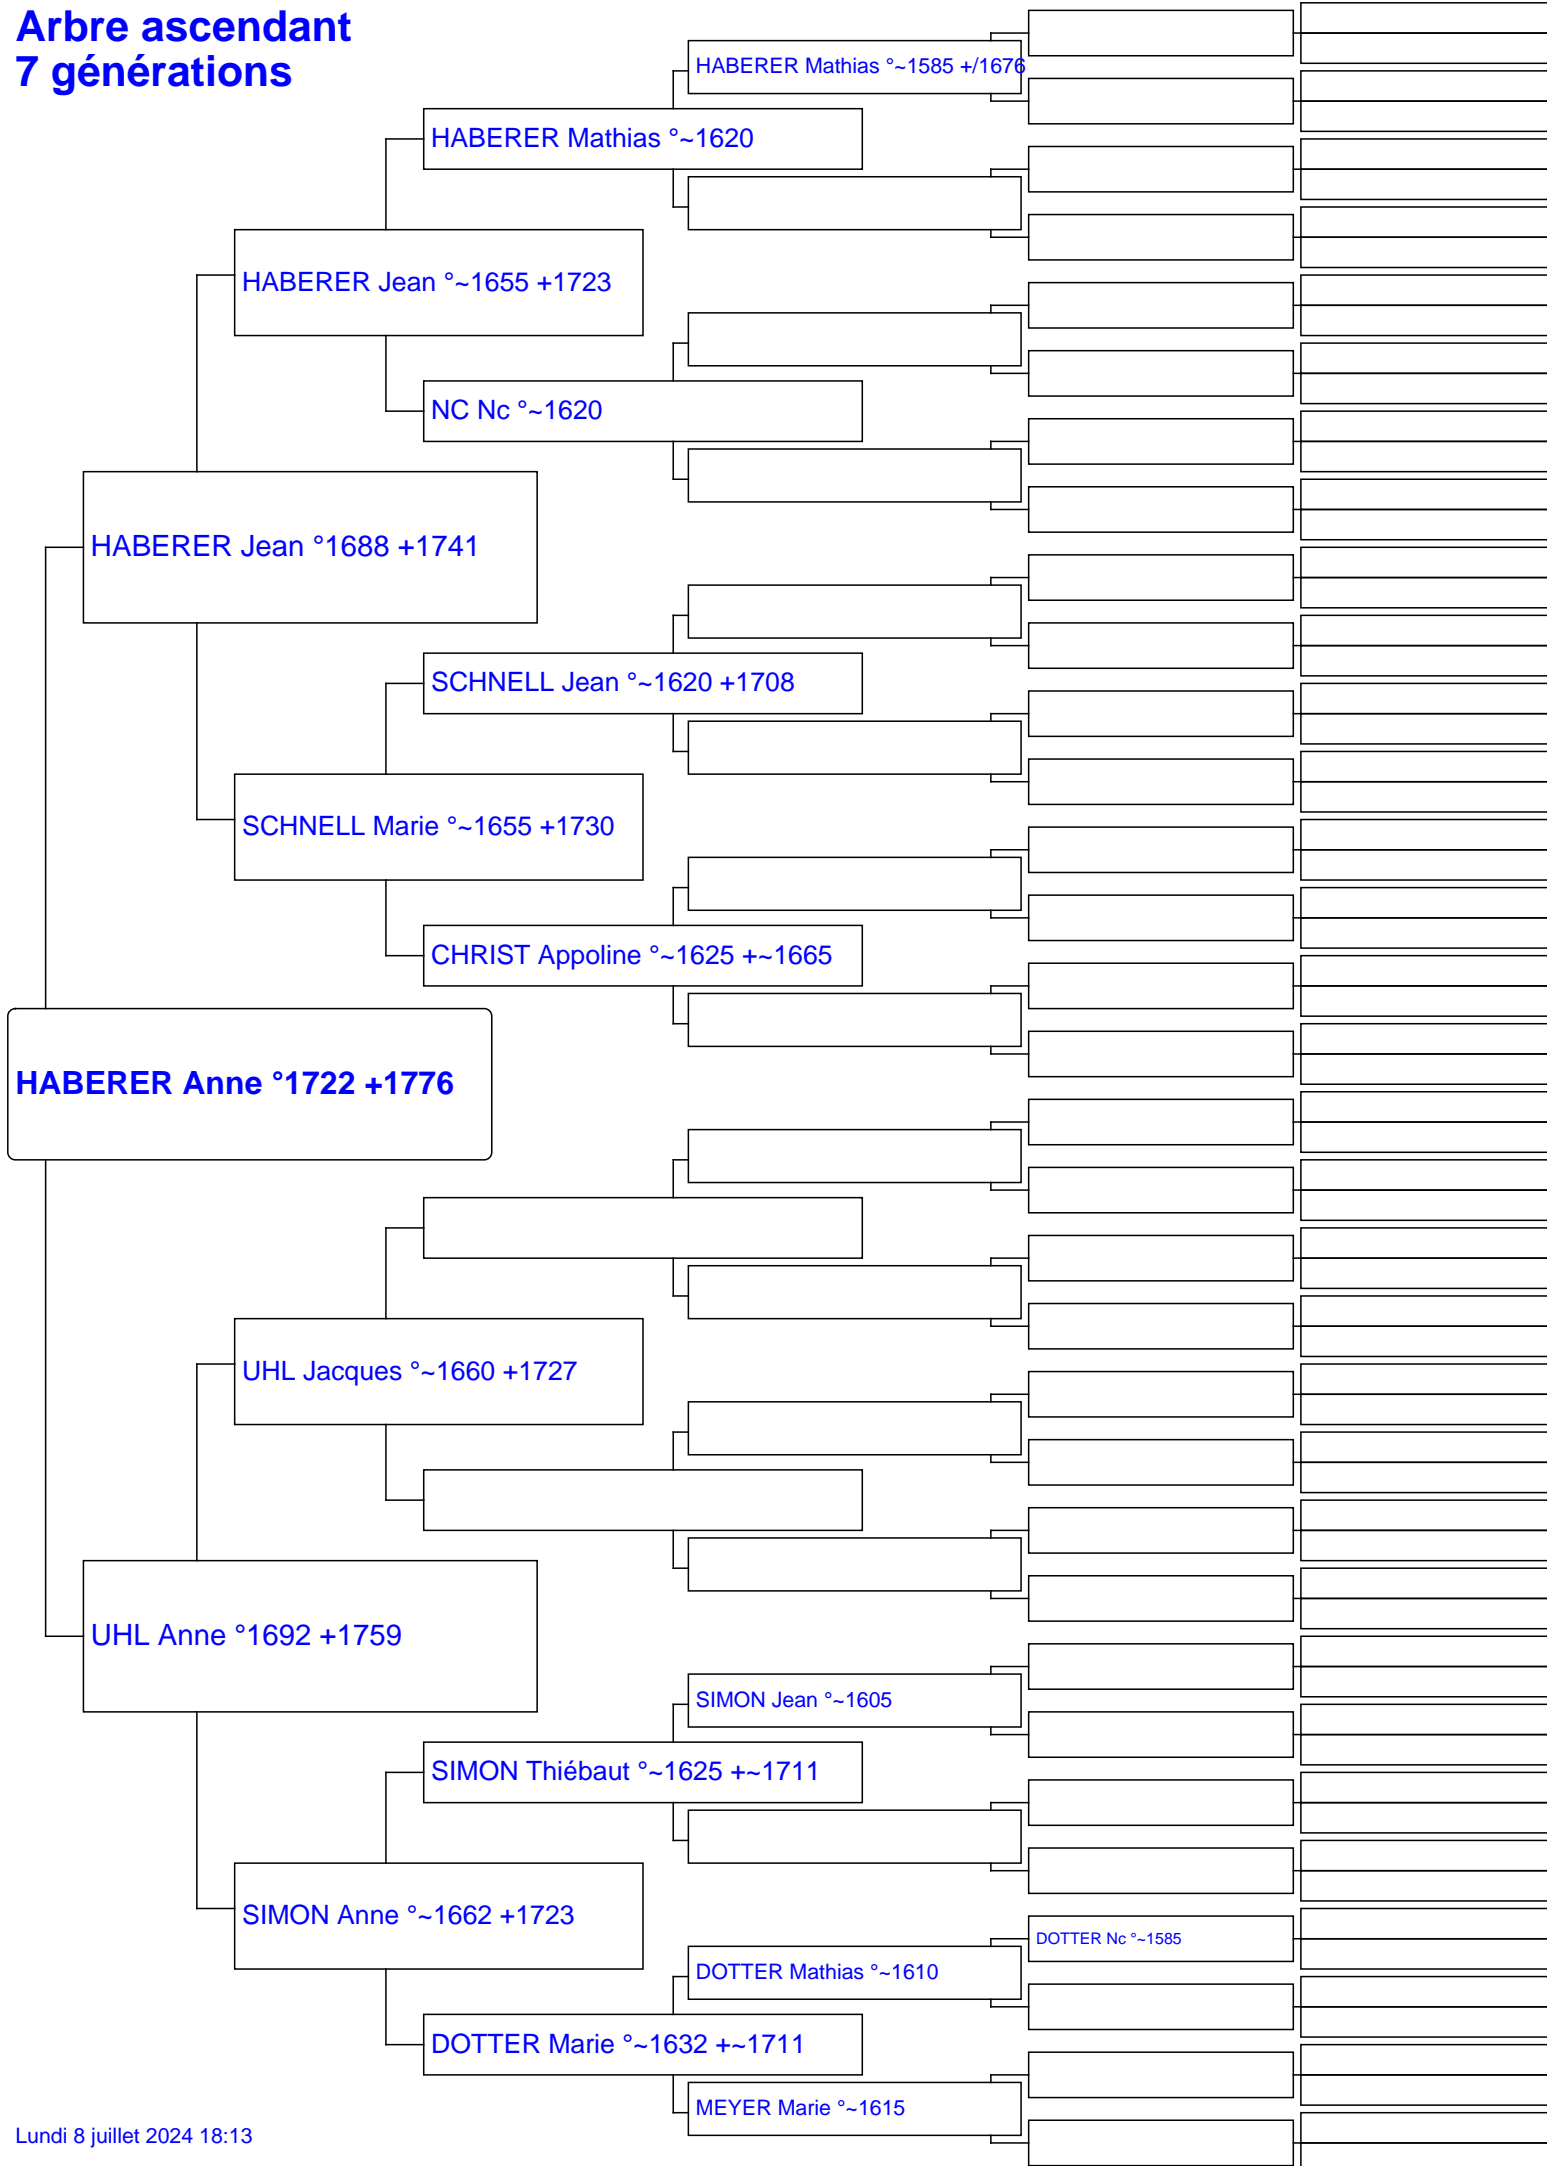 Arbre ascendant
7 générations
HABERER Mathias °~1585 +/1676
HABERER Mathias °~1620
HABERER Jean °~1655 +1723
NC Nc °~1620
HABERER Jean °1688 +1741
SCHNELL Jean °~1620 +1708
SCHNELL Marie °~1655 +1730
CHRIST Appoline °~1625 +~1665
HABERER Anne °1722 +1776
UHL Jacques °~1660 +1727
UHL Anne °1692 +1759
SIMON Jean °~1605
SIMON Thiébaut °~1625 +~1711
SIMON Anne °~1662 +1723
DOTTER Nc °~1585
DOTTER Mathias °~1610
DOTTER Marie °~1632 +~1711
MEYER Marie °~1615
Lundi 8 juillet 2024 18:13